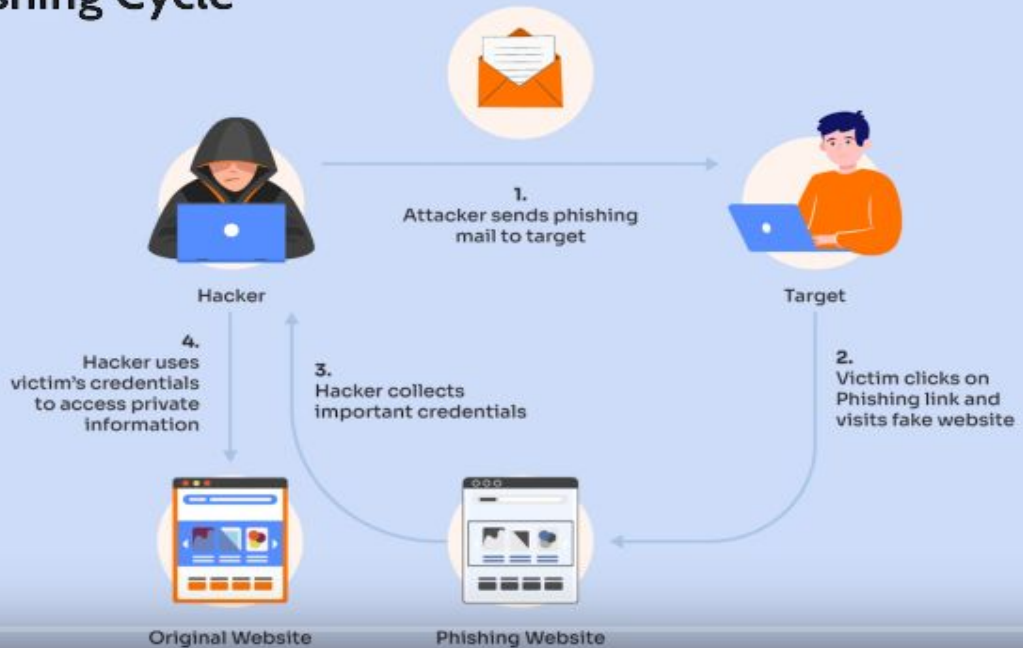 Cycle
1.
Attacker sends phishing
mail to target
Hacker
Target
4.
Hacker uses
victim's credentials
to access private
information
3.
Hacker collects
important credentials
2.
Victim clicks on
Phishing link and
visits fake website
Original Website
Phishing Website